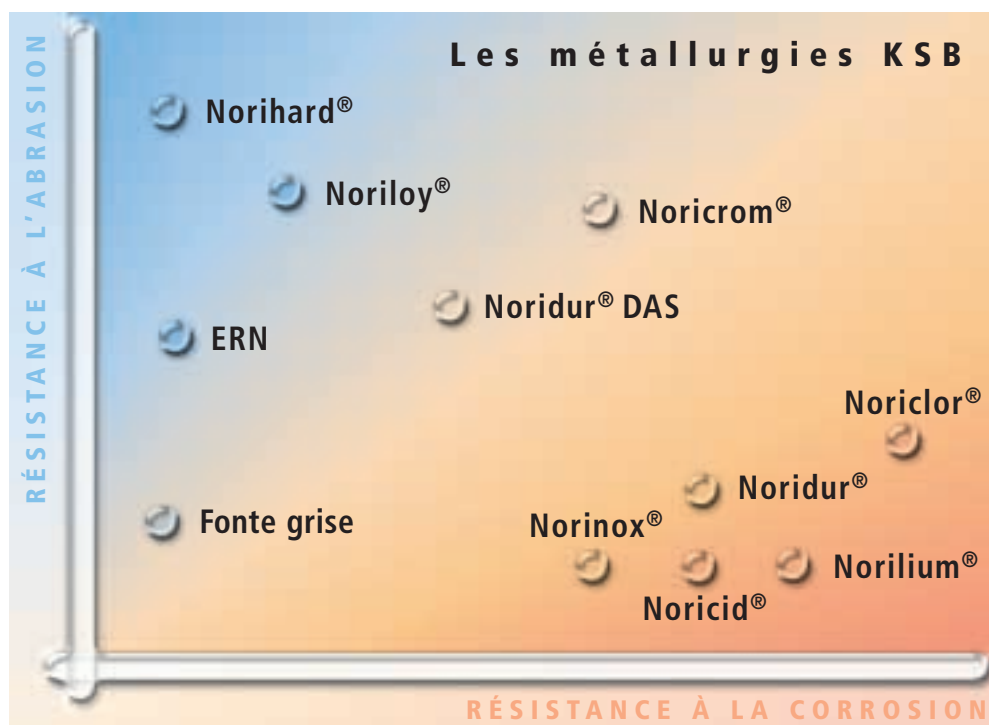 Les métallurgies KSB
RÉSISTANCE À L'ABRASION
Norihard®
Noriloy®
Noricrom®
Noridur® DAS
ERN
Noriclor®
Noridur®
Fonte grise
Norinox®
Norilium®
Noricid®
RÉSISTANCE À LA CORROSION